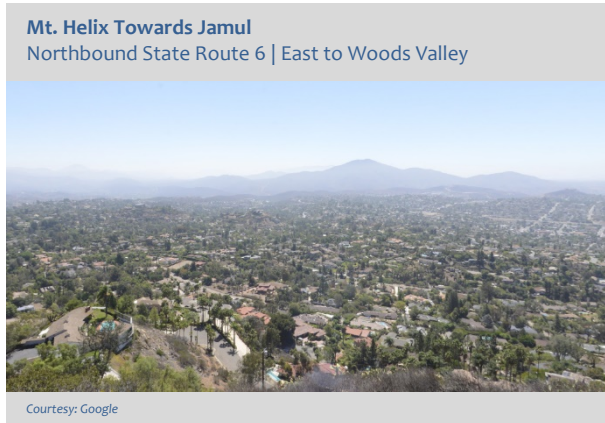 Mt. Helix Towards Jamul
Northbound State Route 6 | East to Woods Valley
Courtesy: Google